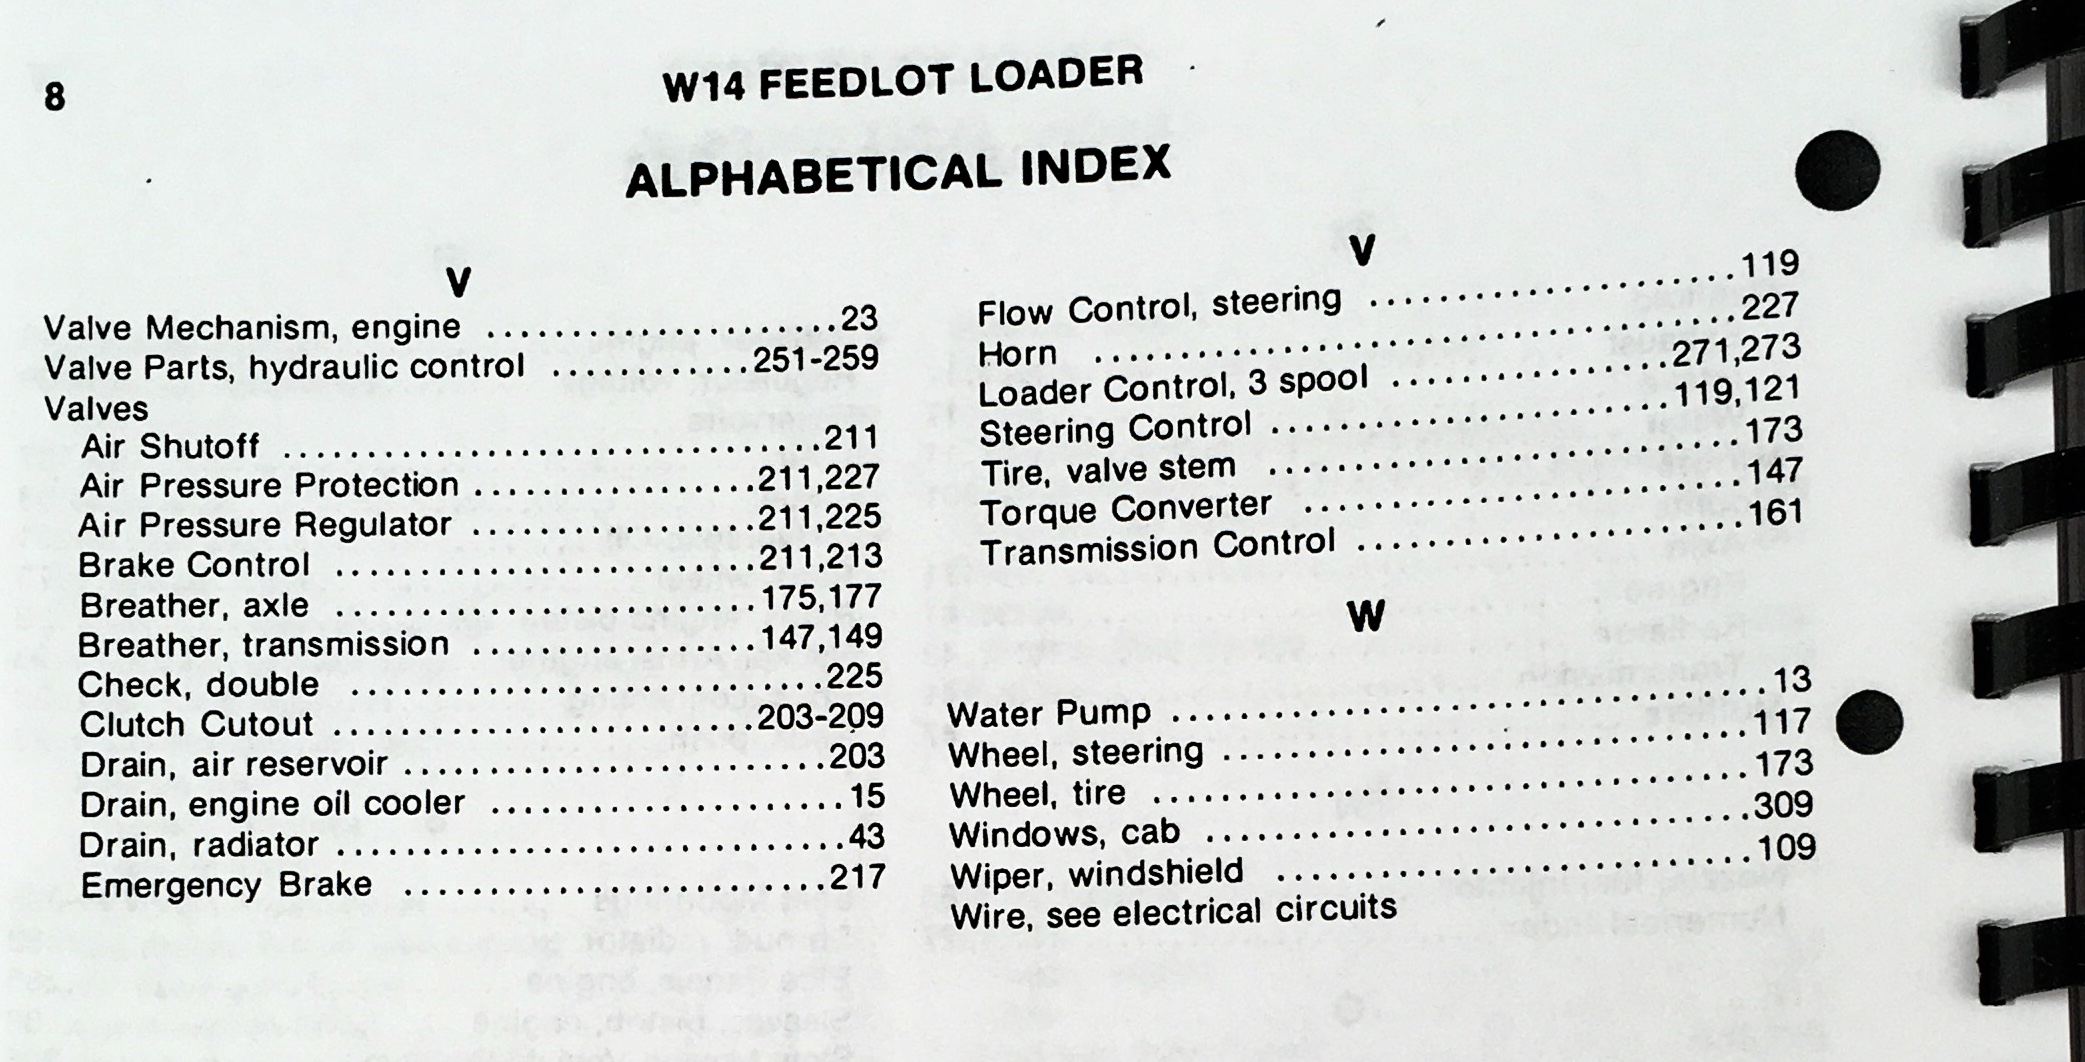 8
W14 FEEDLOT LOADER
ALPHABETICAL INDEX
V
Valve Mechanism, engine .....................23
Valve Parts, hydraulic control ............251-259
Valves
Air Shutoff ................................211
Air Pressure Protection .................211,227
Air Pressure Regulator .................211,225
Brake Control .........................211,213
Breather, axle .........................175,177
Breather, transmission .................147,149
Check, double ............................225
Clutch Cutout .........................203-209
Drain, air reservoir .........................203
Drain, engine oil cooler .....................15
Drain, radiator ..............................43
Emergency Brake .........................217
V
Flow Control, steering ......................119
Horn ......................................227
Loader Control, 3 spool .................271,273
Steering Control ........................119,121
Tire, valve stem ............................173
Torque Converter ..........................147
Transmission Control .......................161
W
Water Pump ...................................13
Wheel, steering ...............................117
Wheel, tire ...................................173
Windows, cab ................................309
Wiper, windshield ............................109
Wire, see electrical circuits